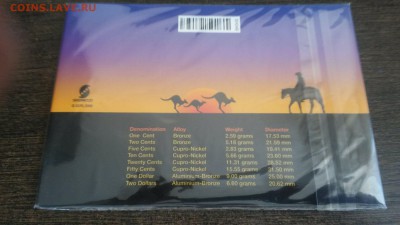 COINS.LAVE.RU
Denomination Alloy Weight Diameter
One Cent Bronze 2.59 grams 17.53 mm
Two Cents Bronze 5.18 grams 21.59 mm
Five Cents Cupro-Nickel 2.83 grams 19.41 mm
Ten Cents Cupro-Nickel 5.66 grams 23.60 mm
Twenty Cents Cupro-Nickel 11.31 grams 28.52 mm
Fifty Cents Cupro-Nickel 15.55 grams 31.50 mm
One Dollar Aluminium-Bronze 9.00 grams 25.00 mm
Two Dollars Aluminium-Bronze 6.60 grams 20.62 mm